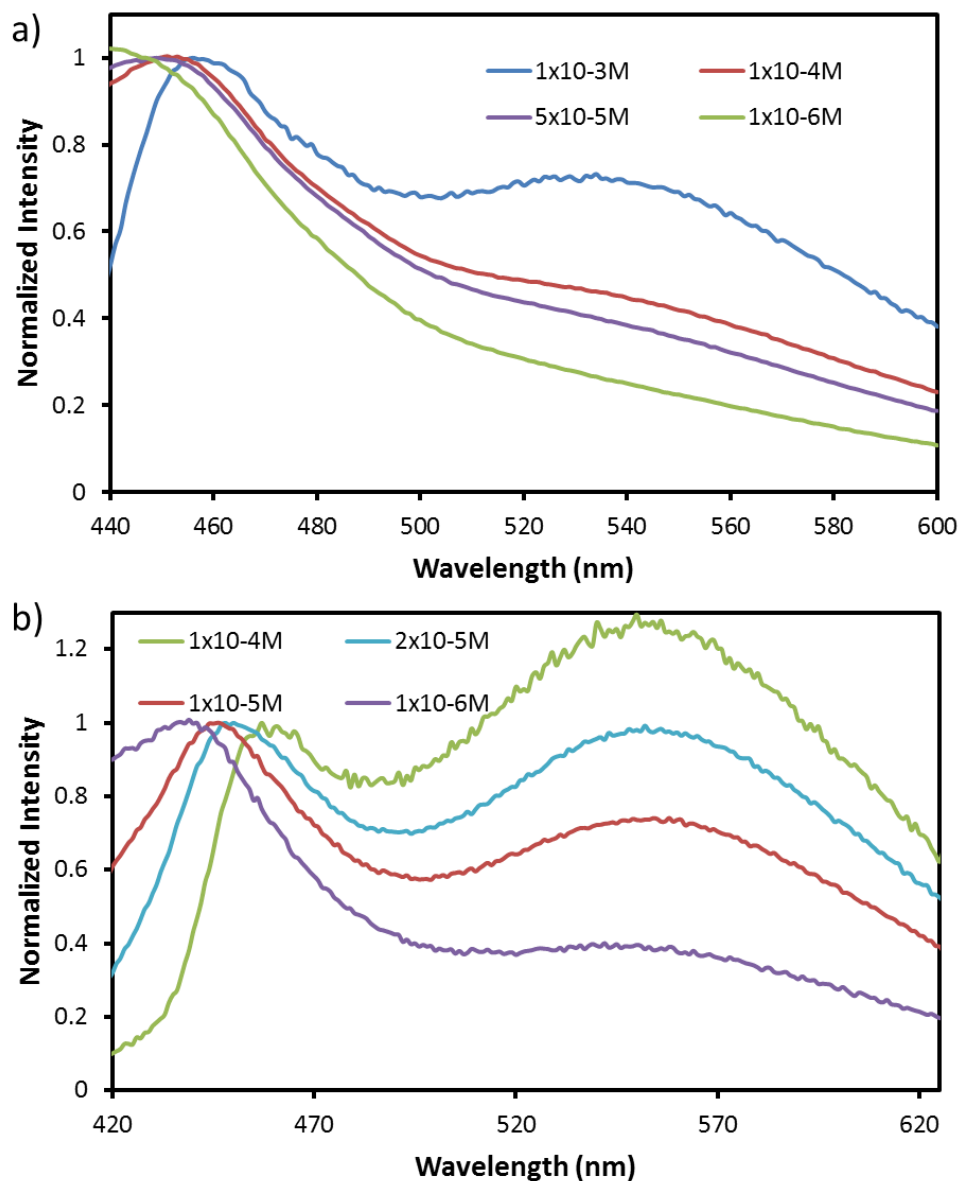 a)
1x10-3M 1x10-4M
5x10-5M 1x10-6M
1
0.8
0.6
0.4
0.2
0
Normalized Intensity
440 460 480 500 520 540 560 580 600
Wavelength (nm)
b)
1x10-4M 2x10-5M
1x10-5M 1x10-6M
1.2
1
0.8
0.6
0.4
0.2
0
Normalized Intensity
420 470 520 570 620
Wavelength (nm)